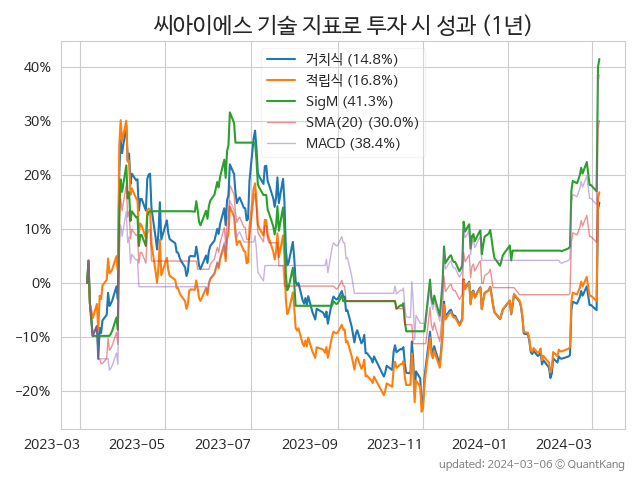 씨아이에스 기술 지표로 투자 시 성과 (1년)
거치식 (14.8%)
적립식 (16.8%)
SigM (41.3%)
SMA(20) (30.0%)
MACD (38.4%)
40%
30%
20%
10%
0%
−10%
−20%
2023-03 2023-05 2023-07 2023-09 2023-11 2024-01 2024-03
updated: 2024-03-06 © QuantKang